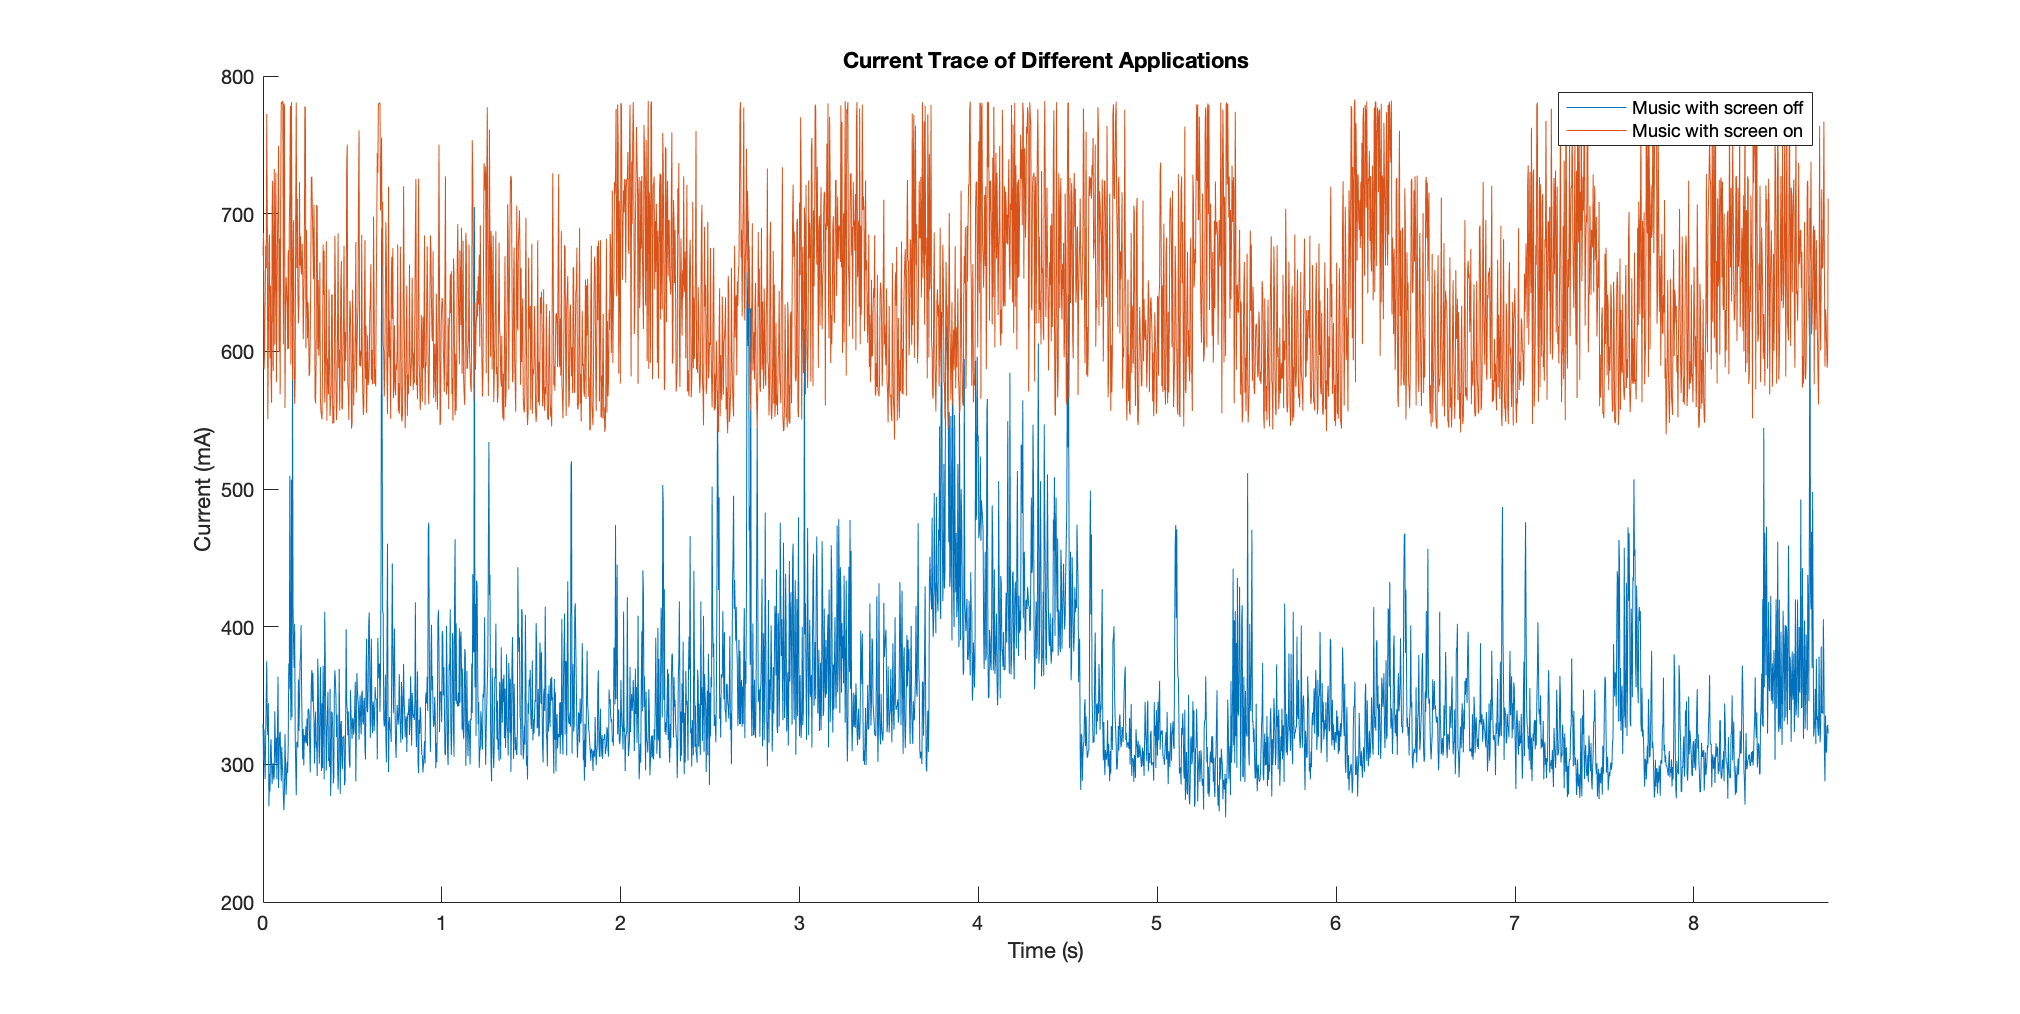 Current Trace of Different Applications
800
700
600
500
400
300
200
Current (mA)
Music with screen off
Music with screen on
0 1 2 3 4 5 6 7 8
Time (s)